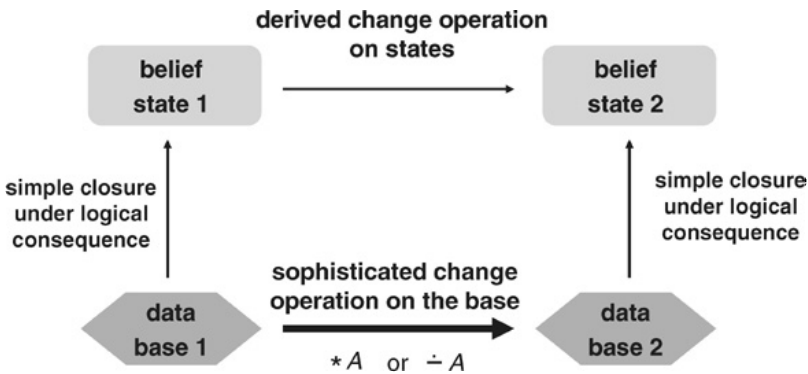 derived change operation
on states
belief
state 1
belief
state 2
simple closure
under logical
consequence
simple closure
under logical
consequence
sophisticated change
operation on the base
data
base 1
data
base 2
* A or ∸ A